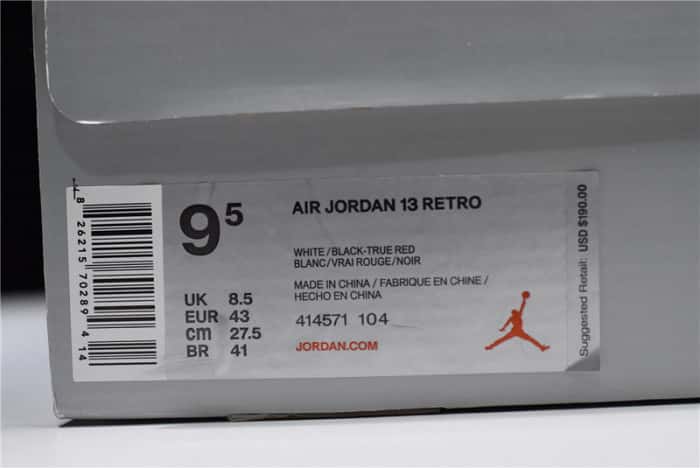 8 26215 70289 4 14
9⁵
UK 8.5
EUR 43
cm 27.5
BR 41
AIR JORDAN 13 RETRO
WHITE/BLACK-TRUE RED
BLANC/VRAI ROUGE/NOIR
MADE IN CHINA / FABRIQUE EN CHINE /
HECHO EN CHINA
414571 104
JORDAN.COM
Suggested Retail: USD $190.00